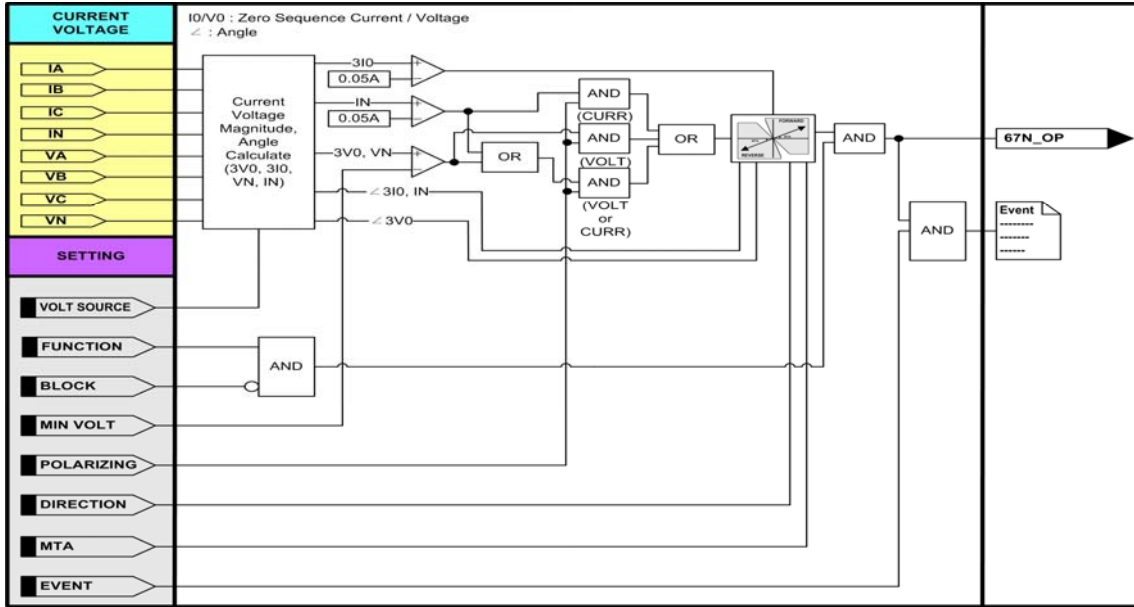 CURRENT
VOLTAGE
I0/V0 : Zero Sequence Current / Voltage
∠ : Angle
IA
IB
IC
IN
VA
VB
VC
VN
Current
Voltage
Magnitude,
Angle
Calculate
(3V0, 3I0,
VN, IN)
3I0
0.05A
IN
0.05A
3V0, VN
∠3I0, IN
∠3V0
OR
AND
(CURR)
AND
(VOLT)
AND
(VOLT
or
CURR)
OR
FORWARD
REVERSE
AND
67N_OP
AND
Event
--------
-------
------
SETTING
VOLT SOURCE
FUNCTION
BLOCK
AND
MIN VOLT
POLARIZING
DIRECTION
MTA
EVENT